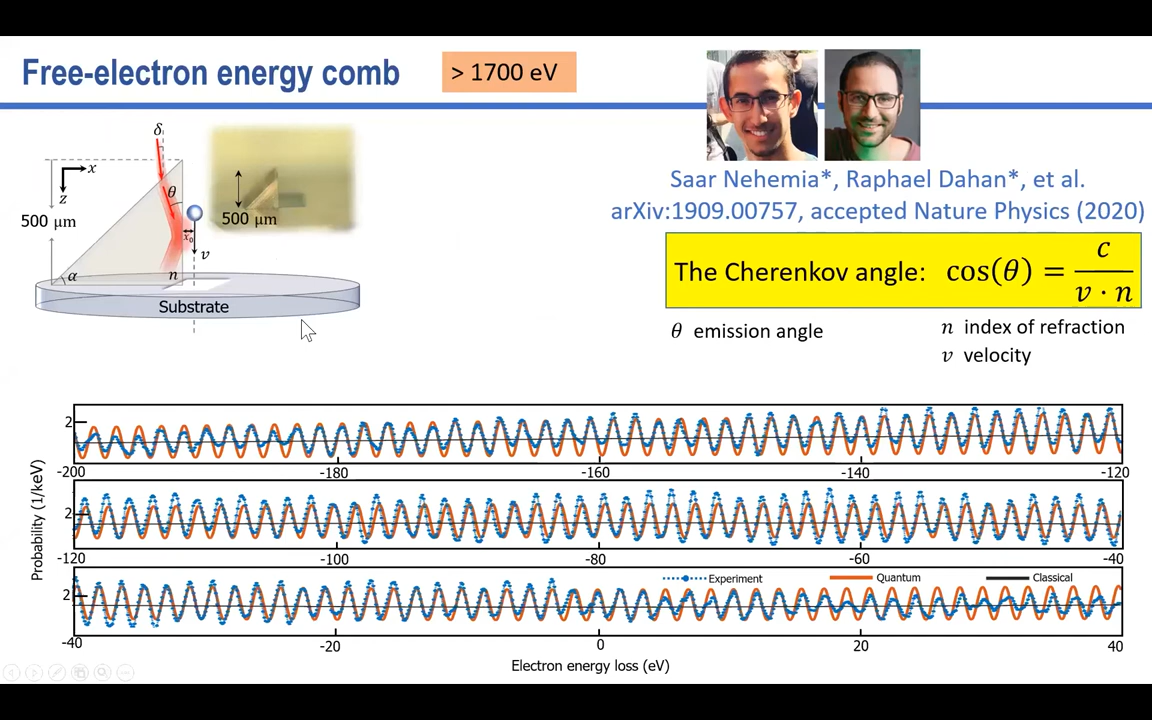 Free-electron energy comb
> 1700 eV
Saar Nehemia*, Raphael Dahan*, et al.
arXiv:1909.00757, accepted Nature Physics (2020)
δ
x
z
θ
500 μm
500 μm
x₀
v
α
n
Substrate
The Cherenkov angle: cos(θ) = c / v · n
θ emission angle
n index of refraction
v velocity
Probability (1/keV)
2
-200 -180 -160 -140 -120
2
-120 -100 -80 -60 -40
Experiment Quantum Classical
2
-40 -20 0 20 40
Electron energy loss (eV)